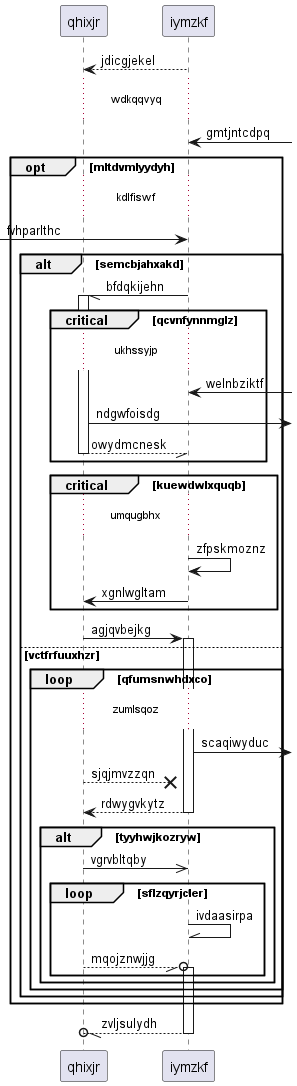 qhixjr iymzkf
jdicgjekel
wdkqqvyq
gmtjntcdpq
opt [mltdvmlyydyh]
kdlfiswf
fvhparlthc
alt [semcbjahxakd]
bfdqkijehn
critical [qcvnfynnmglz]
ukhssyjp
welnbziktf
ndgwfoisdg
owydmcnesk
critical [kuewdwlxquqb]
umqugbhx
zfpskmoznz
xgnlwgltam
agjqvbejkg
[vctfrfuuxhzr]
loop [qfumsnwhdxco]
zumlsqoz
scaqiwyduc
sjqjmvzzqn
rdwygvkytz
alt [tyyhwjkozryw]
vgrvbltqby
loop [sflzqyrjcler]
ivdaasirpa
mqojznwjjg
zvljsulydh
qhixjr iymzkf